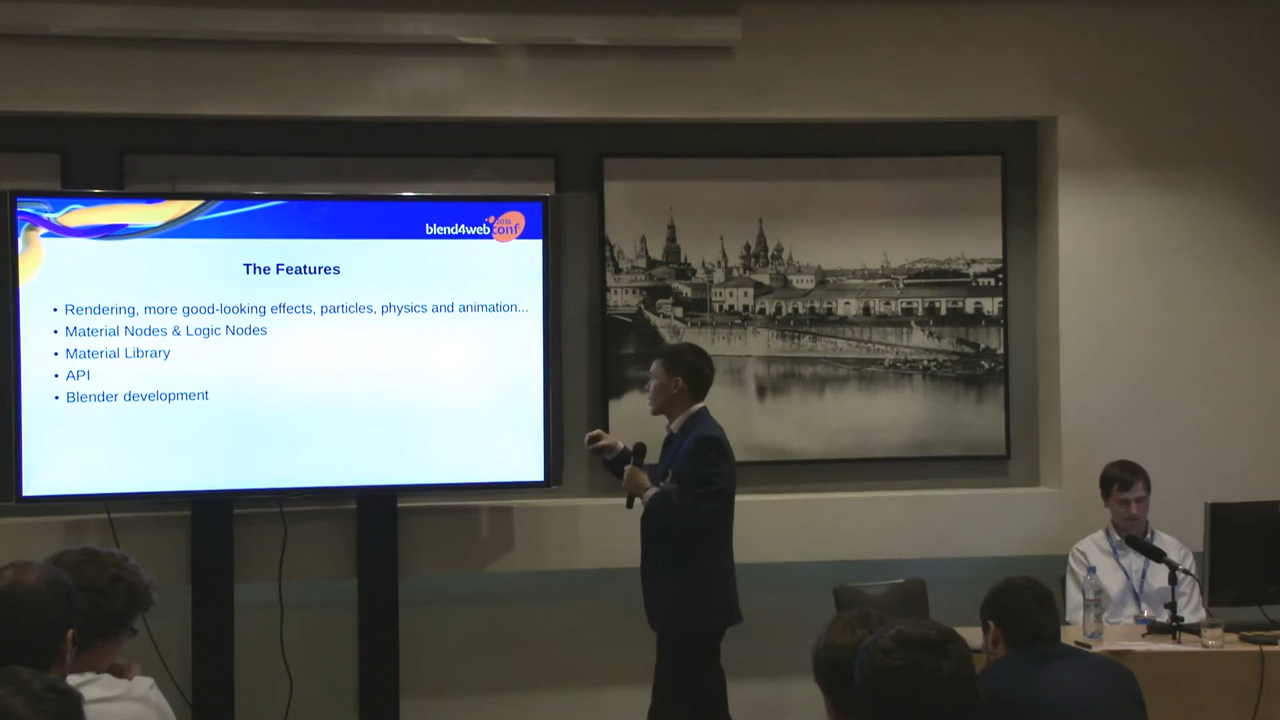 blend4web
2016
conf
The Features
• Rendering, more good-looking effects, particles, physics and animation...
• Material Nodes & Logic Nodes
• Material Library
• API
• Blender development